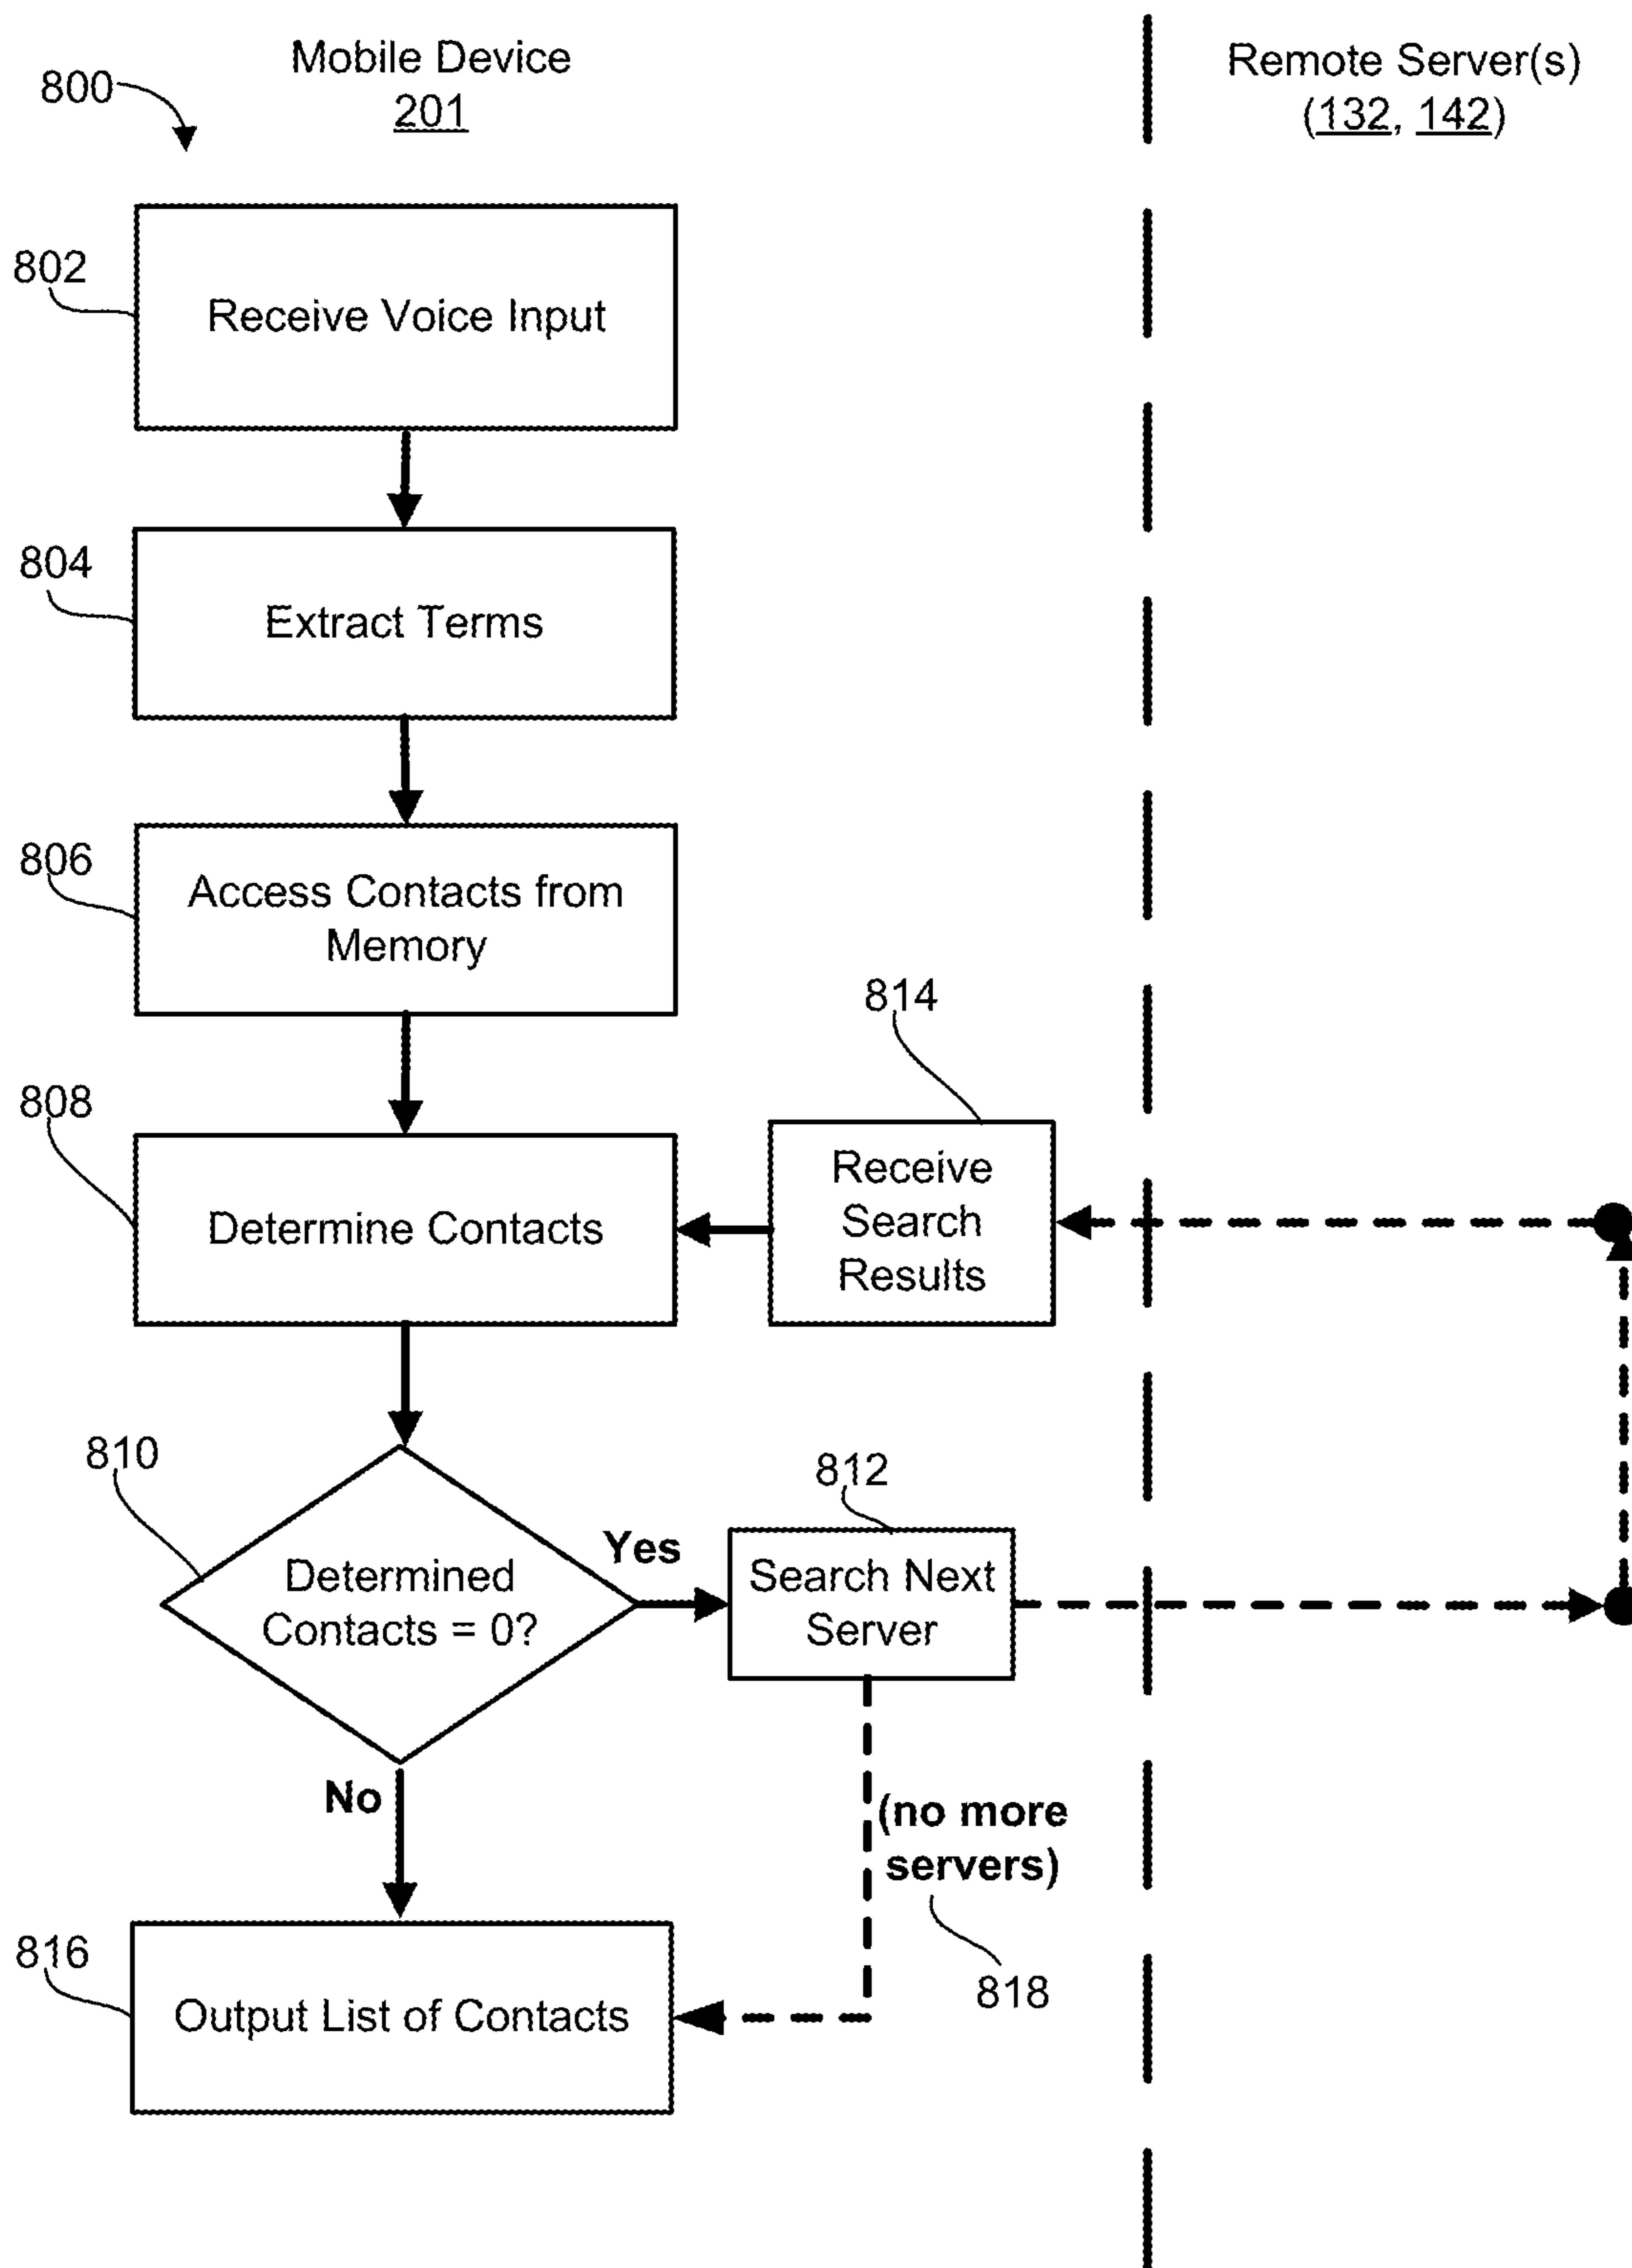 Mobile Device
201
Remote Server(s)
(132, 142)
800
802
Receive Voice Input
804
Extract Terms
806
Access Contacts from
Memory
814
808
Determine Contacts
Receive
Search
Results
810
812
Determined
Contacts = 0?
Yes
Search Next
Server
No
(no more
servers)
818
816
Output List of Contacts